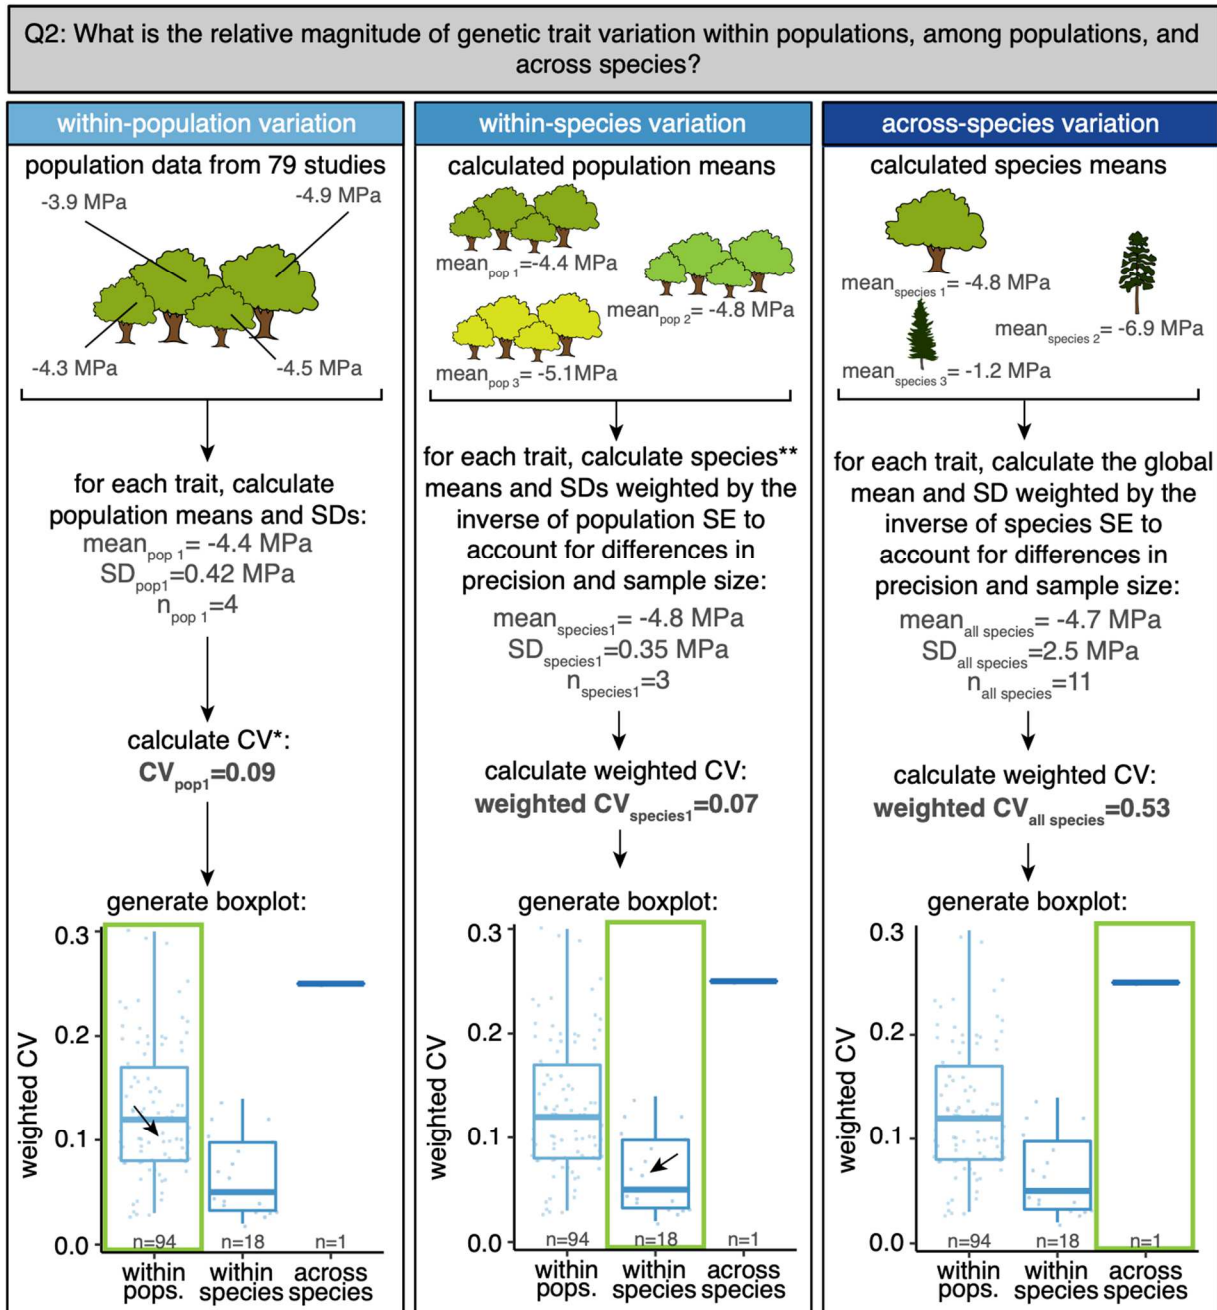 Q2: What is the relative magnitude of genetic trait variation within populations, among populations, and
across species?
within-population variation
population data from 79 studies
-3.9 MPa
-4.9 MPa
-4.3 MPa
-4.5 MPa
for each trait, calculate
population means and SDs:
mean pop 1= -4.4 MPa
SD pop1=0.42 MPa
n pop 1=4
calculate CV*:
CV pop1=0.09
generate boxplot:
weighted CV
0.3
0.2
0.1
0.0
n=94
n=18
n=1
within
pops.
within
species
across
species
within-species variation
calculated population means
mean pop 1=-4.4 MPa
mean pop 2= -4.8 MPa
mean pop 3= -5.1MPa
for each trait, calculate species**
means and SDs weighted by the
inverse of population SE to
account for differences in
precision and sample size:
mean species1= -4.8 MPa
SD species1=0.35 MPa
n species1=3
calculate weighted CV:
weighted CV species1=0.07
generate boxplot:
weighted CV
0.3
0.2
0.1
0.0
n=94
n=18
n=1
within
pops.
within
species
across
species
across-species variation
calculated species means
mean species 1= -4.8 MPa
mean species 2= -6.9 MPa
mean species 3= -1.2 MPa
for each trait, calculate the global
mean and SD weighted by the
inverse of species SE to
account for differences in
precision and sample size:
mean all species= -4.7 MPa
SD all species=2.5 MPa
n all species=11
calculate weighted CV:
weighted CV all species=0.53
generate boxplot:
weighted CV
0.3
0.2
0.1
0.0
n=94
n=18
n=1
within
pops.
within
species
across
species